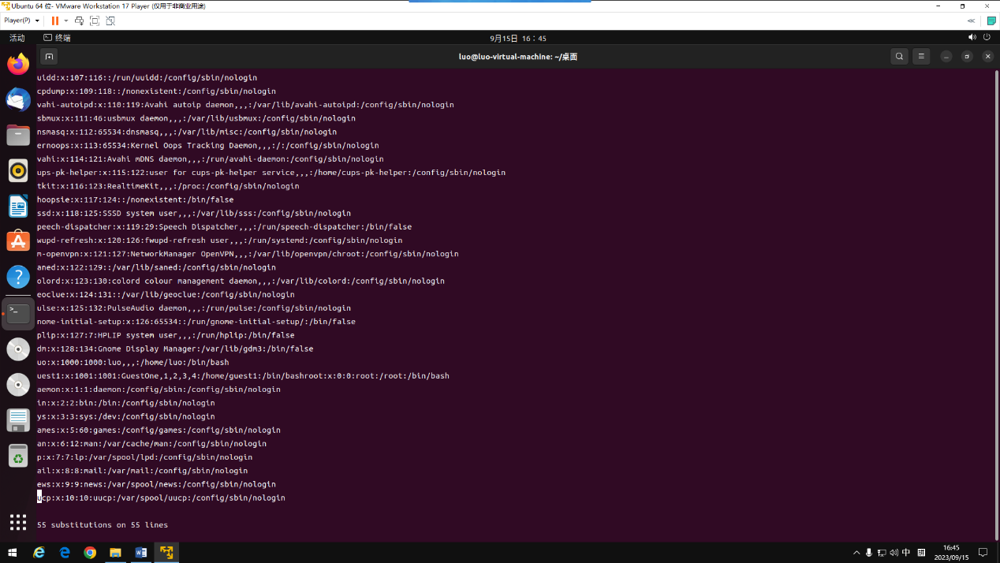 Ubuntu 64 位- VMware Workstation 17 Player (仅用于非商业用途)
Player(P)
活动
终端
9月15日 16：45
luo@luo-virtual-machine: ~/桌面
uidd:x:107:116::/run/uuidd:/config/sbin/nologin
cpdump:x:109:118::/nonexistent:/config/sbin/nologin
vahi-autoipd:x:110:119:Avahi autoip daemon,,,:/var/lib/avahi-autoipd:/config/sbin/nologin
sbmux:x:111:46:usbmux daemon,,,:/var/lib/usbmux:/config/sbin/nologin
nsmasq:x:112:65534:dnsmasq,,,:/var/lib/misc:/config/sbin/nologin
ernoops:x:113:65534:Kernel Oops Tracking Daemon,,,:/:/config/sbin/nologin
vahi:x:114:121:Avahi mDNS daemon,,,:/run/avahi-daemon:/config/sbin/nologin
ups-pk-helper:x:115:122:user for cups-pk-helper service,,,:/home/cups-pk-helper:/config/sbin/nologin
tkit:x:116:123:RealtimeKit,,,:/proc:/config/sbin/nologin
hoopsie:x:117:124::/nonexistent:/bin/false
ssd:x:118:125:SSSD system user,,,:/var/lib/sss:/config/sbin/nologin
peech-dispatcher:x:119:29:Speech Dispatcher,,,:/run/speech-dispatcher:/bin/false
wupd-refresh:x:120:126:fwupd-refresh user,,,:/run/systemd:/config/sbin/nologin
m-openvpn:x:121:127:NetworkManager OpenVPN,,,:/var/lib/openvpn/chroot:/config/sbin/nologin
aned:x:122:129::/var/lib/saned:/config/sbin/nologin
olord:x:123:130:colord colour management daemon,,,:/var/lib/colord:/config/sbin/nologin
eoclue:x:124:131::/var/lib/geoclue:/config/sbin/nologin
ulse:x:125:132:PulseAudio daemon,,,:/run/pulse:/config/sbin/nologin
nome-initial-setup:x:126:65534::/run/gnome-initial-setup/:/bin/false
plip:x:127:7:HPLIP system user,,,:/run/hplip:/bin/false
dm:x:128:134:Gnome Display Manager:/var/lib/gdm3:/bin/false
uo:x:1000:1000:luo,,,:/home/luo:/bin/bash
uest1:x:1001:1001:GuestOne,1,2,3,4:/home/guest1:/bin/bashroot:x:0:0:root:/root:/bin/bash
aemon:x:1:1:daemon:/config/sbin:/config/sbin/nologin
in:x:2:2:bin:/bin:/config/sbin/nologin
ys:x:3:3:sys:/dev:/config/sbin/nologin
ames:x:5:60:games:/config/games:/config/sbin/nologin
an:x:6:12:man:/var/cache/man:/config/sbin/nologin
p:x:7:7:lp:/var/spool/lpd:/config/sbin/nologin
ail:x:8:8:mail:/var/mail:/config/sbin/nologin
ews:x:9:9:news:/var/spool/news:/config/sbin/nologin
ucp:x:10:10:uucp:/var/spool/uucp:/config/sbin/nologin
55 substitutions on 55 lines
中
16:45
2023/09/15